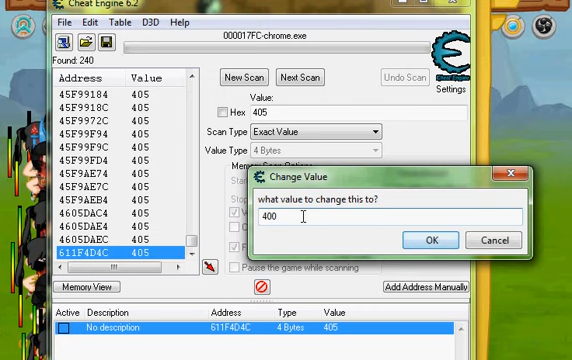 Cheat Engine 6.2
File Edit Table D3D Help
000017FC-chrome.exe
Found: 240
Address Value
45F99184 405
45F9918C 405
45F9972C 405
45F99F94 405
45F99F9C 405
45F99FD4 405
45F9AE74 405
45F9AE7C 405
45F9AEB4 405
4605DAC4 405
4605DAE4 405
4605DAEC 405
611F4D4C 405
New Scan Next Scan Undo Scan
Settings
Value:
Hex 405
Scan Type Exact Value
Value Type 4 Bytes
Memory Scan Options
Pause the game while scanning
Change Value
what value to change this to?
400
OK Cancel
Memory View Add Address Manually
Active Description Address Type Value
No description 611F4D4C 4 Bytes 405